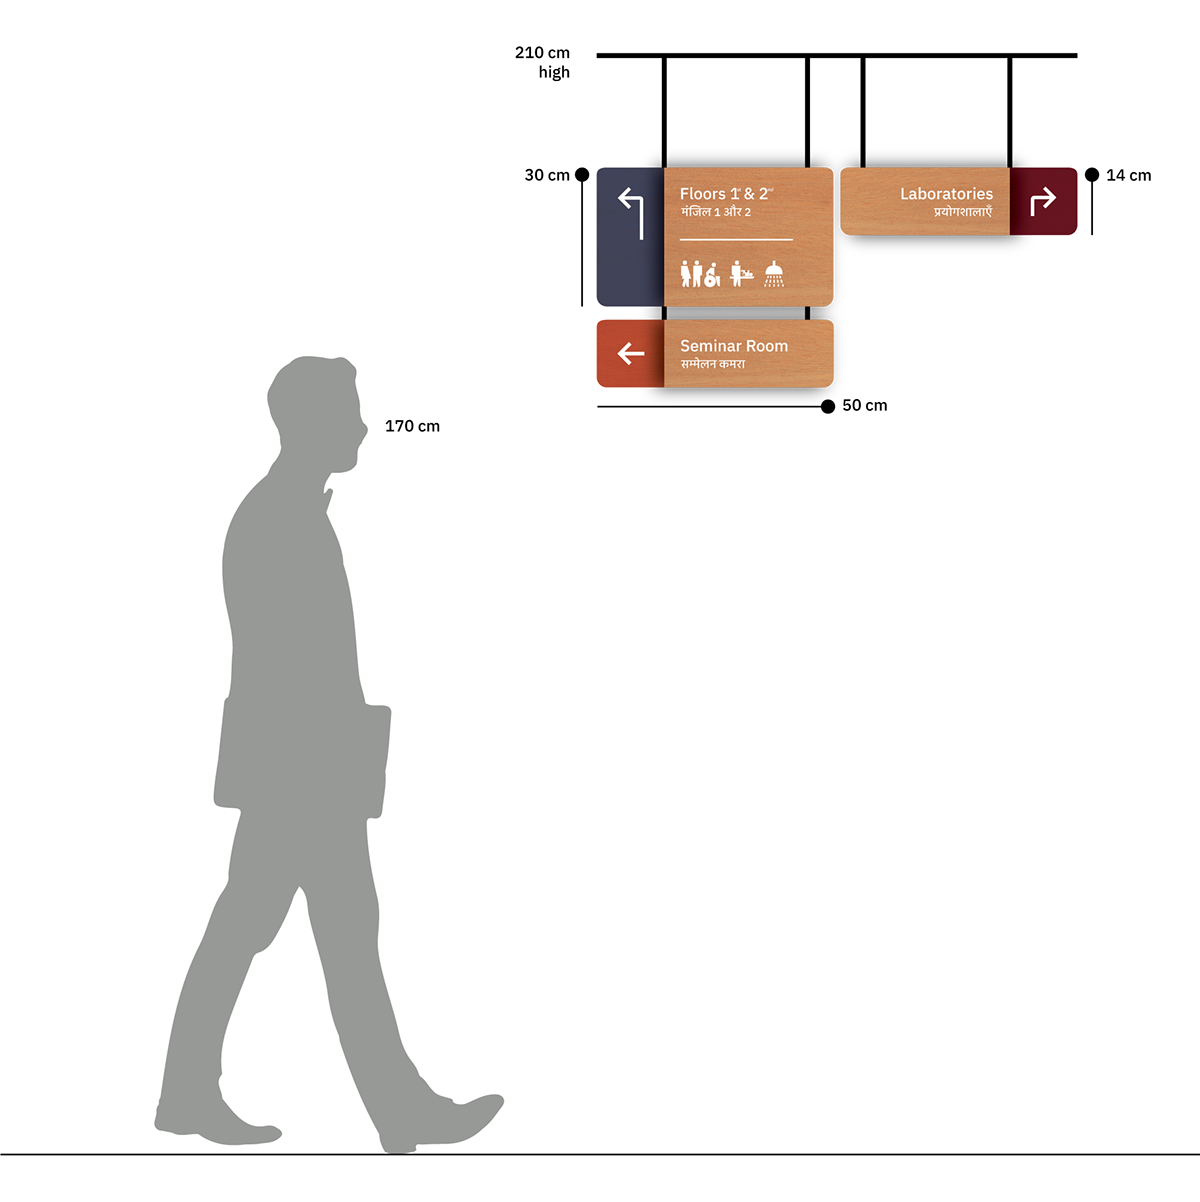 210 cm
high
30 cm
Floors 1st & 2nd
मंजिल 1 और 2
Laboratories
प्रयोगशालाएँ
14 cm
Seminar Room
सम्मेलन कमरा
50 cm
170 cm